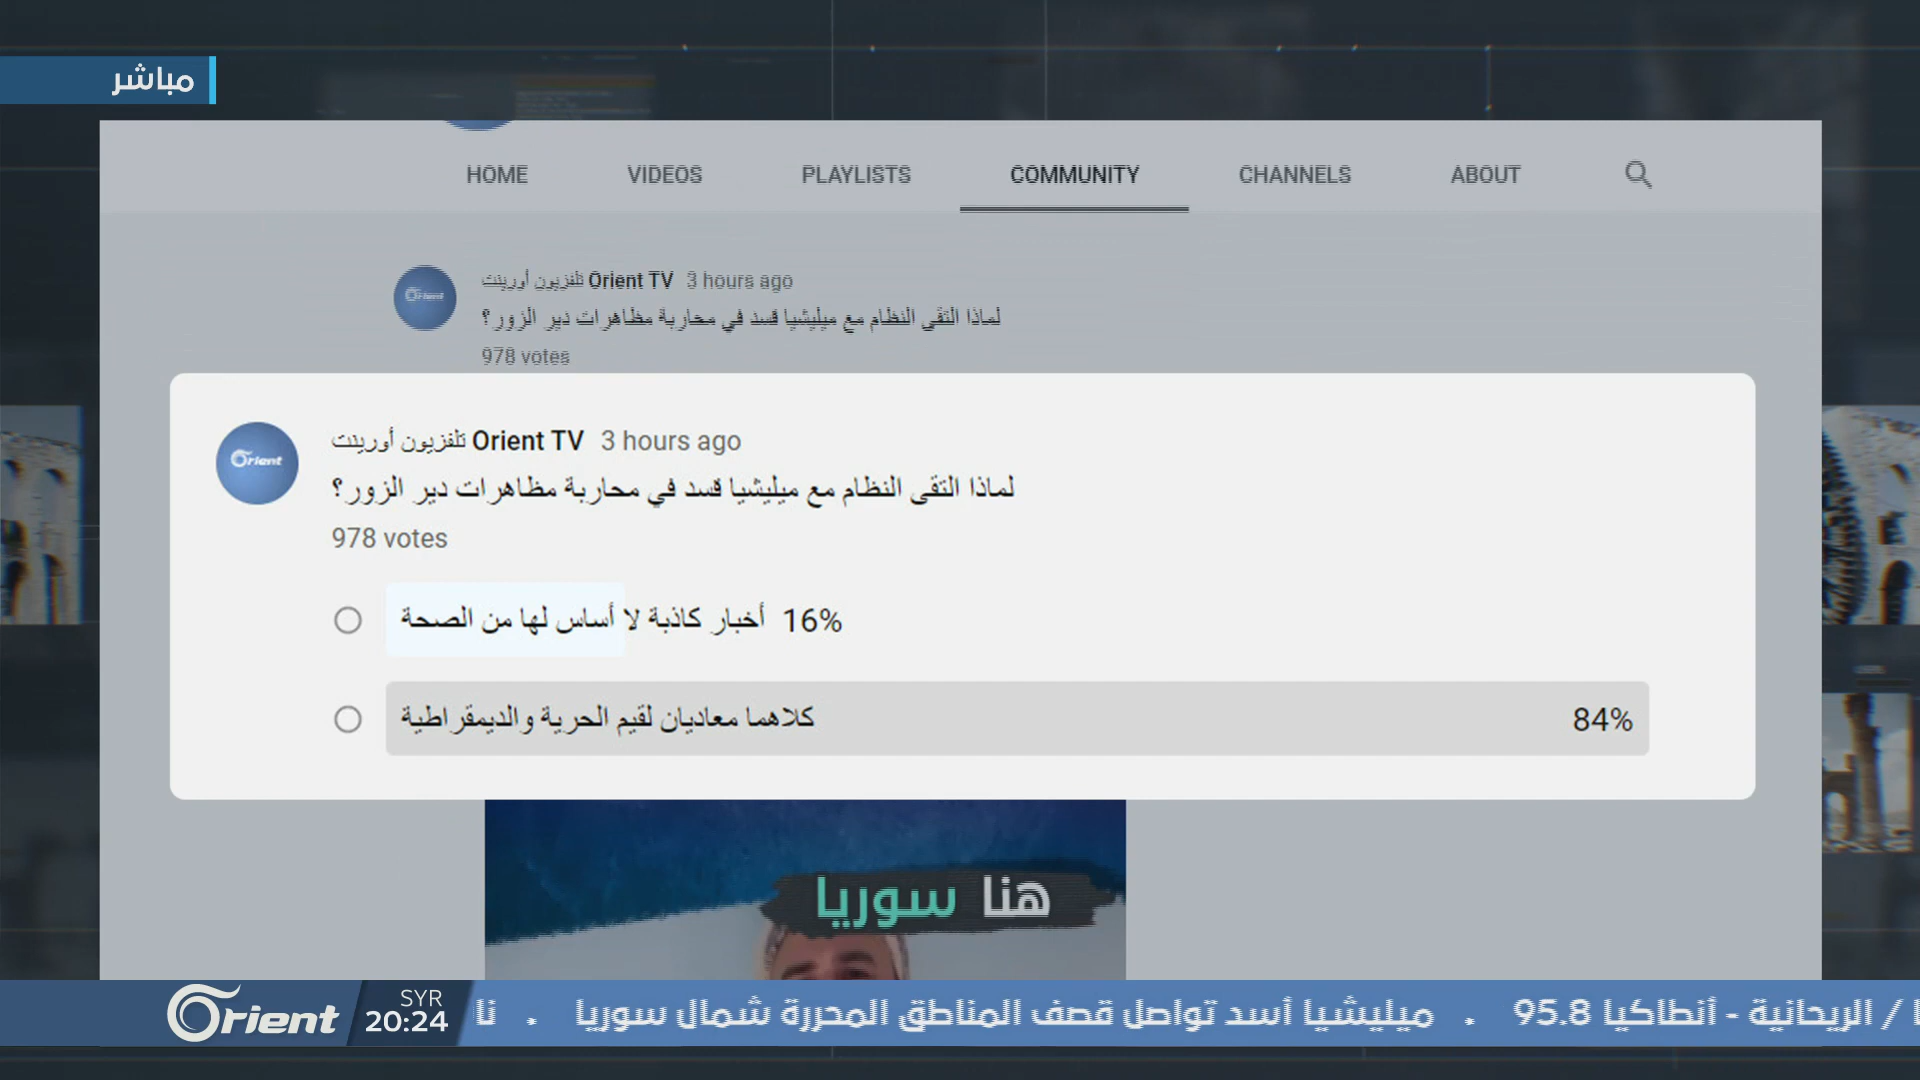 مباشر
HOME VIDEOS PLAYLISTS COMMUNITY CHANNELS ABOUT
تلفزيون أورينت Orient TV 3 hours ago
لماذا التقى النظام مع ميليشيا قسد في محاربة مظاهرات دير الزور؟
978 votes
Orient
تلفزيون أورينت Orient TV 3 hours ago
لماذا التقى النظام مع ميليشيا قسد في محاربة مظاهرات دير الزور؟
978 votes
أخبار كاذبة لا أساس لها من الصحة 16%
كلاهما معاديان لقيم الحرية والديمقراطية 84%
هنا سوريا
Orient
SYR
20:24
/ الريحانية - أنطاكيا 95.8 . ميليشيا أسد تواصل قصف المناطق المحررة شمال سوريا .